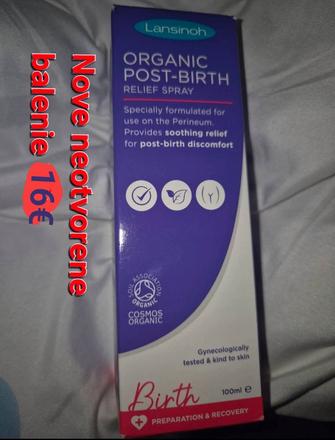 Lansinoh
ORGANIC
POST-BIRTH
RELIEF SPRAY
Specially formulated for
use on the Perineum.
Provides soothing relief
for post-birth discomfort
SOIL ASSOCIATION
ORGANIC
COSMOS
ORGANIC
Gynecologically
tested & kind to skin
Birth
100ml e
PREPARATION & RECOVERY
Nove neotvorene
balenie 16€